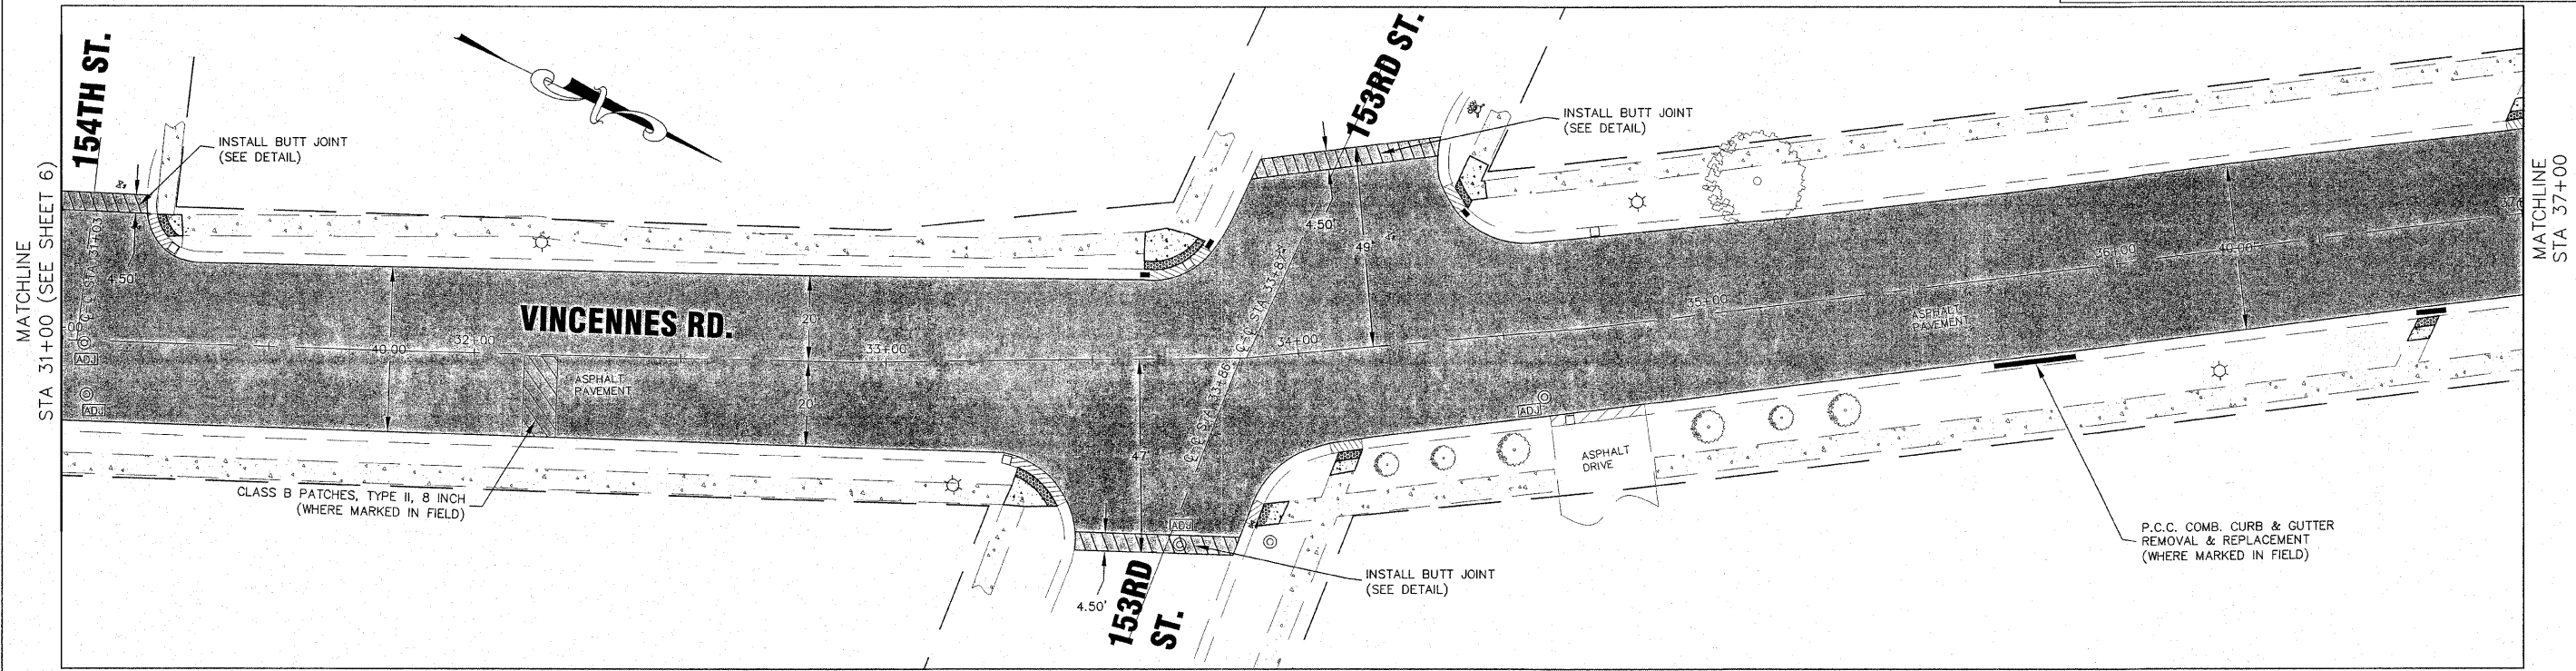 154TH ST.
INSTALL BUTT JOINT
(SEE DETAIL)
153RD ST.
INSTALL BUTT JOINT
(SEE DETAIL)
MATCHLINE
STA 31+00 (SEE SHEET 6)
MATCHLINE
STA 37+00
4.50'
4.50'
49'
VINCENNES RD.
40.00
32+00
20'
20'
33+00
34+00
35+00
36+00
40.00
ASPHALT
PAVEMENT
ASPHALT
PAVEMENT
ADJ
ADJ
ADJ
ADJ
47'
ASPHALT
DRIVE
CLASS B PATCHES, TYPE II, 8 INCH
(WHERE MARKED IN FIELD)
P.C.C. COMB. CURB & GUTTER
REMOVAL & REPLACEMENT
(WHERE MARKED IN FIELD)
INSTALL BUTT JOINT
(SEE DETAIL)
4.50'
153RD
ST.